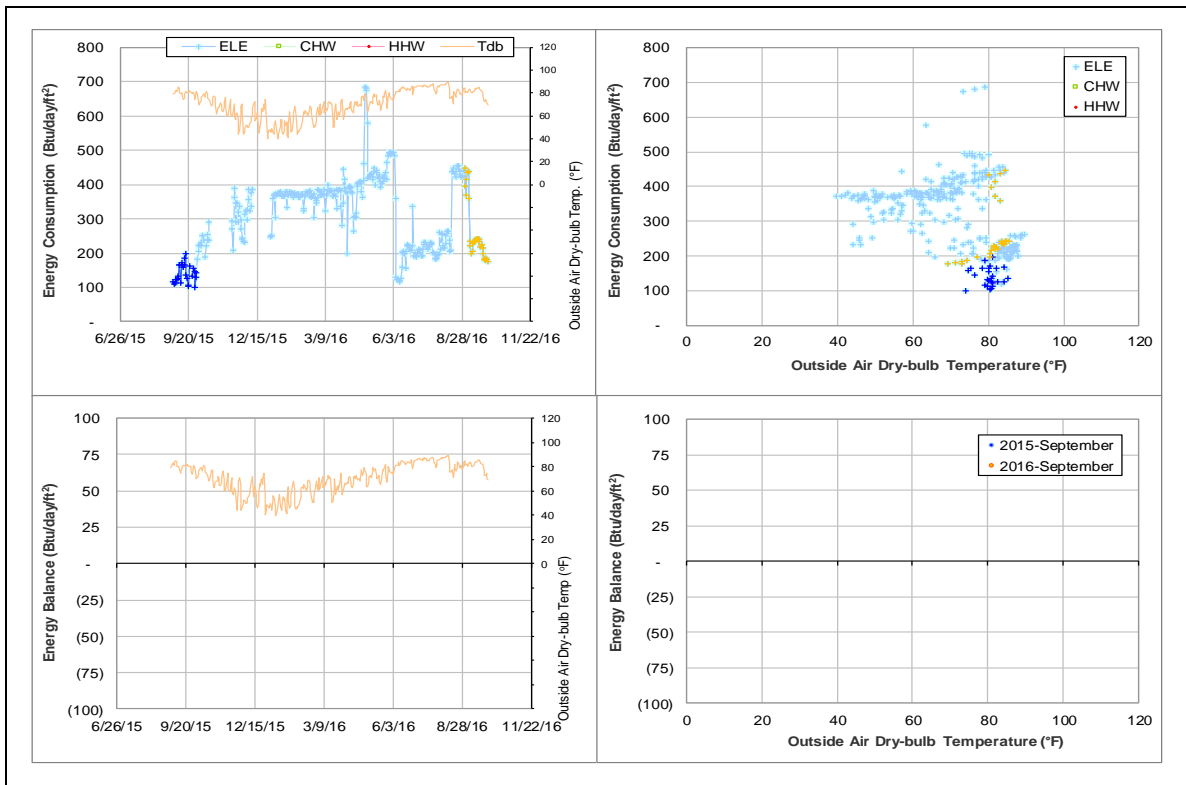 ELE CHW HHW Tdb
Energy Consumption (Btu/day/ft²)
800
700
600
500
400
300
200
100
-
120
100
80
60
40
20
0
Outside Air Dry-bulb Temp. (°F)
6/26/15 9/20/15 12/15/15 3/9/16 6/3/16 8/28/16 11/22/16
ELE
CHW
HHW
Energy Consumption (Btu/day/ft²)
800
700
600
500
400
300
200
100
-
0 20 40 60 80 100 120
Outside Air Dry-bulb Temperature (°F)
Energy Balance (Btu/day/ft²)
100
75
50
25
-
(25)
(50)
(75)
(100)
120
100
80
60
40
20
0
Outside Air Dry-bulb Temp (°F)
6/26/15 9/20/15 12/15/15 3/9/16 6/3/16 8/28/16 11/22/16
2015-September
2016-September
Energy Balance (Btu/day/ft²)
100
75
50
25
-
(25)
(50)
(75)
(100)
0 20 40 60 80 100 120
Outside Air Dry-bulb Temperature (°F)